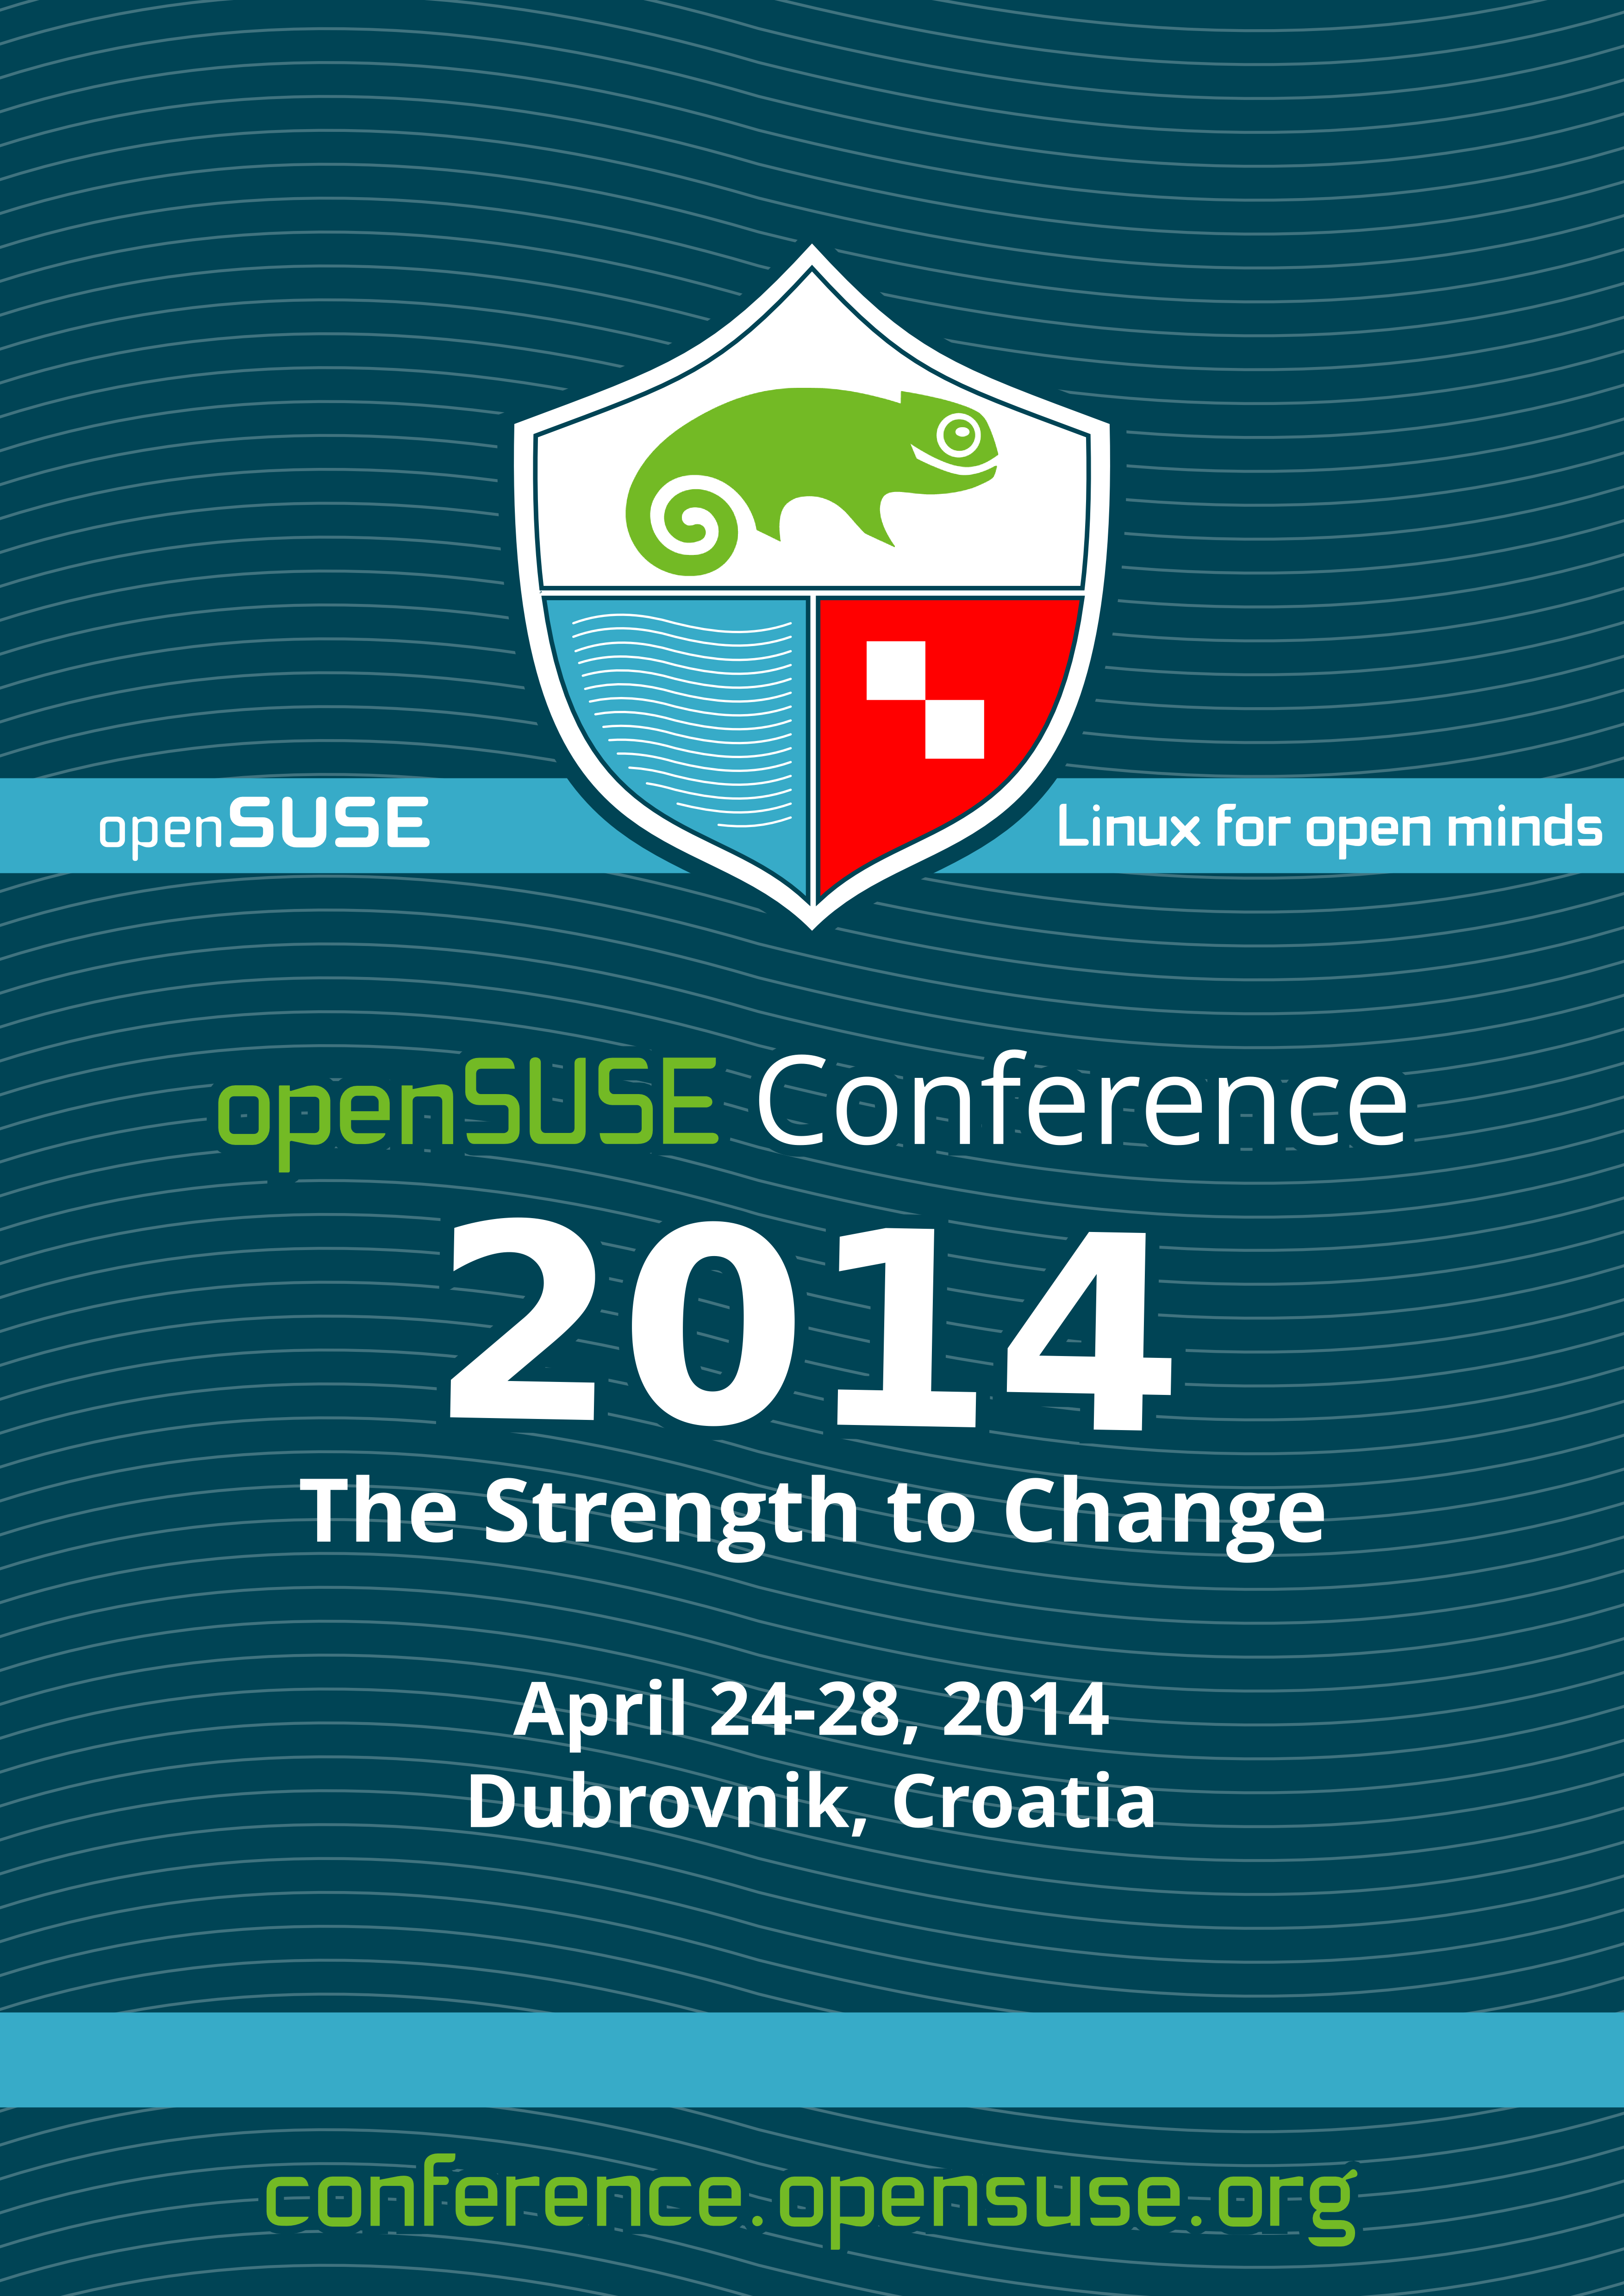 openSUSE Linux for open minds
openSUSE Conference
2014
The Strength to Change
April 24-28, 2014
Dubrovnik, Croatia
conference.opensuse.org